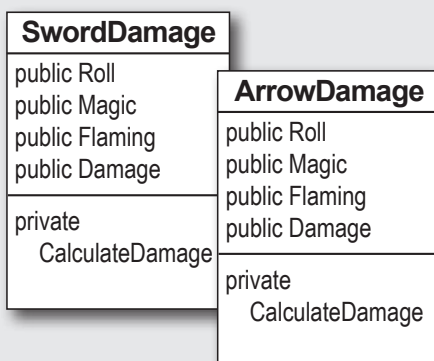 SwordDamage
public Roll
public Magic
public Flaming
public Damage
private
CalculateDamage
ArrowDamage
public Roll
public Magic
public Flaming
public Damage
private
CalculateDamage